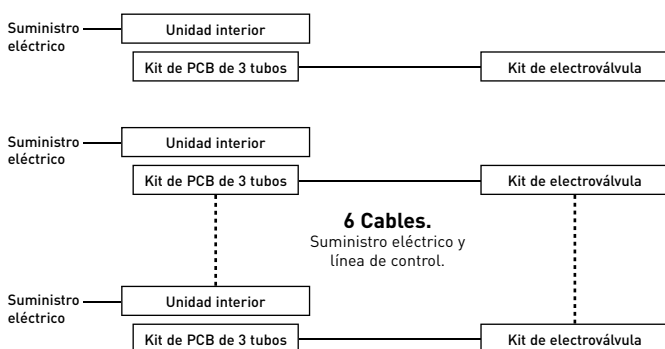 Suministro
eléctrico
Unidad interior
Kit de PCB de 3 tubos
Kit de electroválvula
Suministro
eléctrico
Unidad interior
Kit de PCB de 3 tubos
Kit de electroválvula
6 Cables.
Suministro eléctrico y
línea de control.
Suministro
eléctrico
Unidad interior
Kit de PCB de 3 tubos
Kit de electroválvula